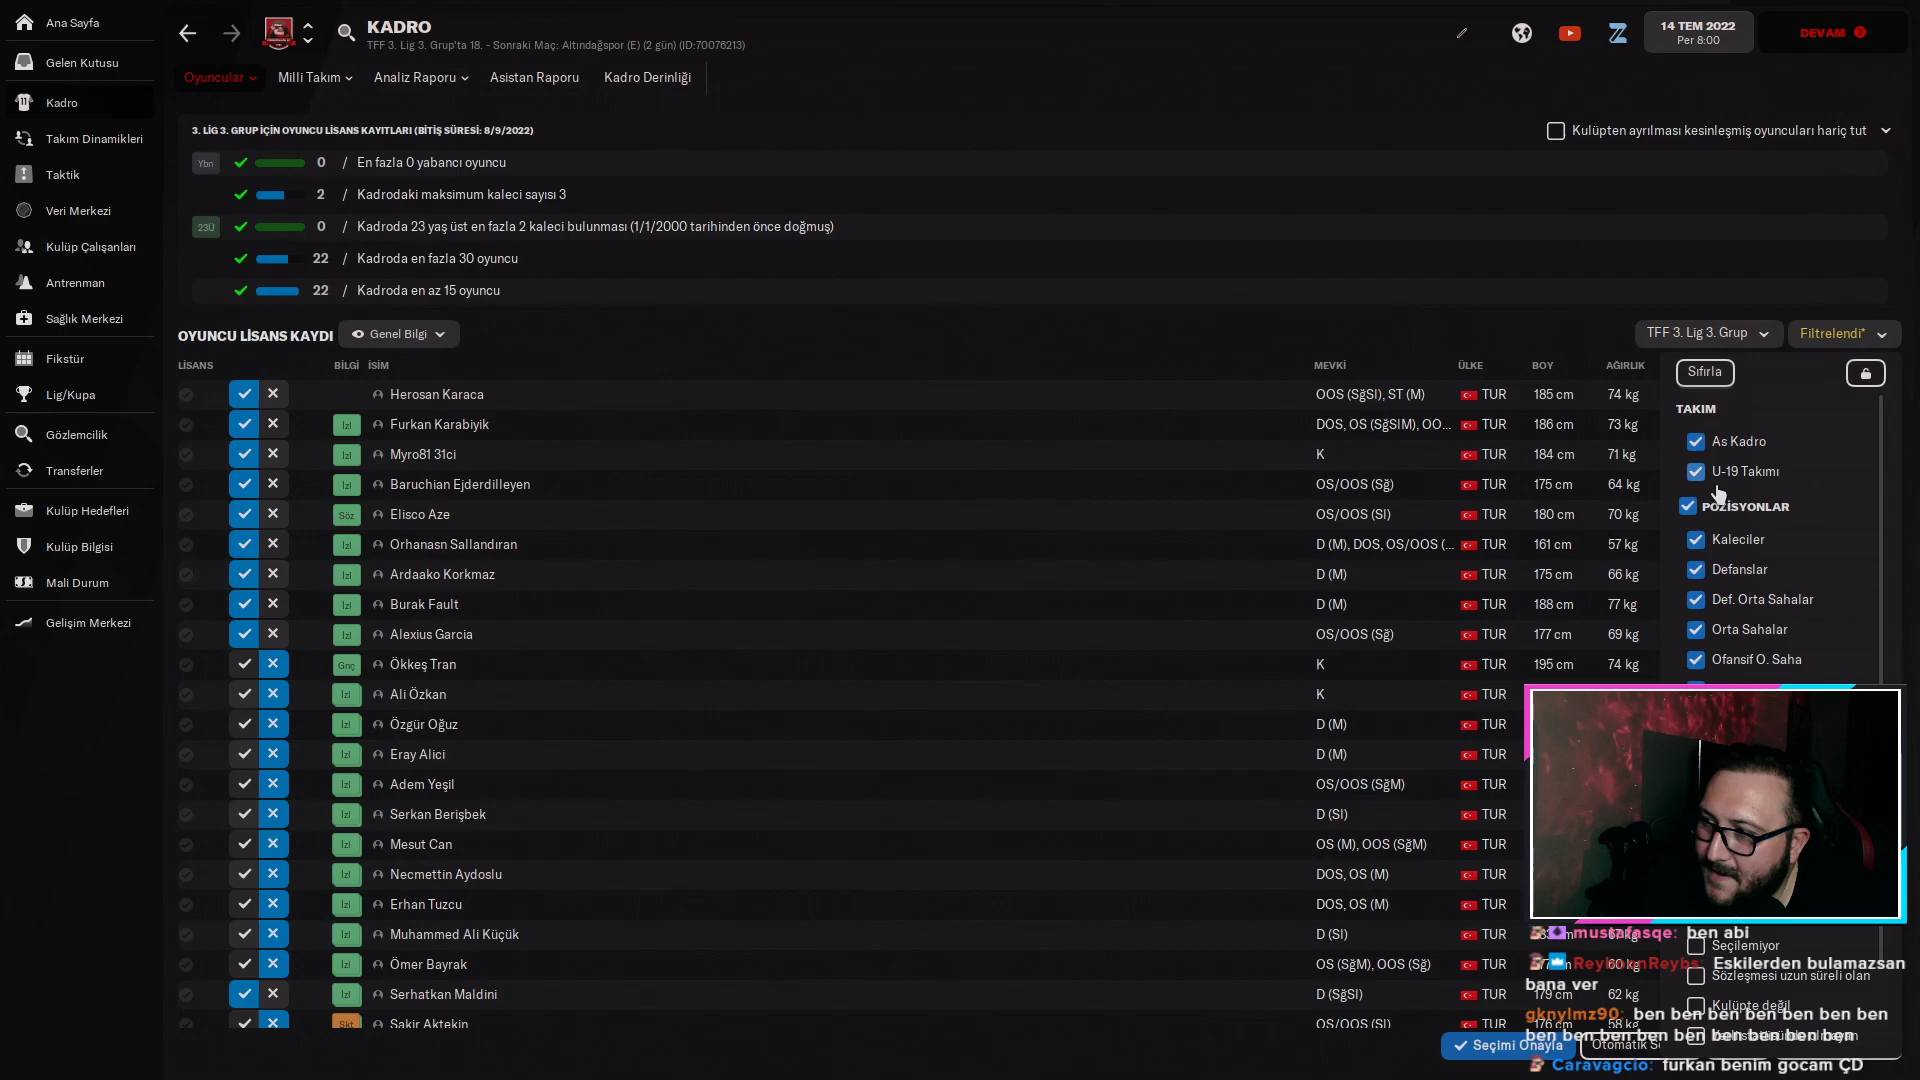 Ana Sayfa
Gelen Kutusu
Kadro
Takım Dinamikleri
Taktik
Veri Merkezi
Kulüp Çalışanları
Antrenman
Sağlık Merkezi
Fikstür
Lig/Kupa
Gözlemcilik
Transferler
Kulüp Hedefleri
Kulüp Bilgisi
Mali Durum
Gelişim Merkezi
KADRO
TFF 3. Lig 3. Grup'ta 18. - Sonraki Maç: Altındağspor (E) (2 gün) (ID:70076213)
14 TEM 2022
Per 8:00
DEVAM
Oyuncular Milli Takım Analiz Raporu Asistan Raporu Kadro Derinliği
3. LİG 3. GRUP İÇİN OYUNCU LİSANS KAYITLARI (BİTİŞ SÜRESİ: 8/9/2022)
Kulüpten ayrılması kesinleşmiş oyuncuları hariç tut
Ybn 0 / En fazla 0 yabancı oyuncu
2 / Kadrodaki maksimum kaleci sayısı 3
23Ü 0 / Kadroda 23 yaş üst en fazla 2 kaleci bulunması (1/1/2000 tarihinden önce doğmuş)
22 / Kadroda en fazla 30 oyuncu
22 / Kadroda en az 15 oyuncu
OYUNCU LİSANS KAYDI Genel Bilgi TFF 3. Lig 3. Grup Filtrelendi*
LİSANS BİLGİ İSİM MEVKİ ÜLKE BOY AĞIRLIK
Herosan Karaca OOS (SğSl), ST (M) TUR 185 cm 74 kg
İzl Furkan Karabiyik DOS, OS (SğSlM), OO... TUR 186 cm 73 kg
İzl Myro81 31ci K TUR 184 cm 71 kg
İzl Baruchian Ejderdilleyen OS/OOS (Sğ) TUR 175 cm 64 kg
Söz Elisco Aze OS/OOS (Sl) TUR 180 cm 70 kg
İzl Orhanasn Sallandıran D (M), DOS, OS/OOS (... TUR 161 cm 57 kg
İzl Ardaako Korkmaz D (M) TUR 175 cm 66 kg
İzl Burak Fault D (M) TUR 188 cm 77 kg
İzl Alexius Garcia OS/OOS (Sğ) TUR 177 cm 69 kg
Gnç Ökkeş Tran K TUR 195 cm 74 kg
İzl Ali Özkan K TUR
İzl Özgür Oğuz D (M) TUR
İzl Eray Alici D (M) TUR
İzl Adem Yeşil OS/OOS (SğM) TUR
İzl Serkan Berişbek D (Sl) TUR
İzl Mesut Can OS (M), OOS (SğM) TUR
İzl Necmettin Aydoslu DOS, OS (M) TUR
İzl Erhan Tuzcu DOS, OS (M) TUR
İzl Muhammed Ali Küçük D (Sl) TUR
İzl Ömer Bayrak OS (SğM), OOS (Sğ) TUR
İzl Serhatkan Maldini D (SğSl) TUR 179 cm 62 kg
Skt Şakir Aktekin OS/OOS (Sl) TUR 176 cm 58 kg
Sıfırla
TAKIM
As Kadro
U-19 Takımı
POZİSYONLAR
Kaleciler
Defanslar
Def. Orta Sahalar
Orta Sahalar
Ofansif O. Saha
Seçilemiyor
Sözleşmesi uzun süreli olan
Kulüpte değil
Seçimi Onayla
Otomatik
mustafasqe: ben abi
ReyhannReybs: Eskilerden bulamazsan
bana ver
gknylmz90: ben ben ben ben ben ben ben
ben ben ben ben ben ben ben ben ben
Caravagcio: furkan benim gocam ÇD